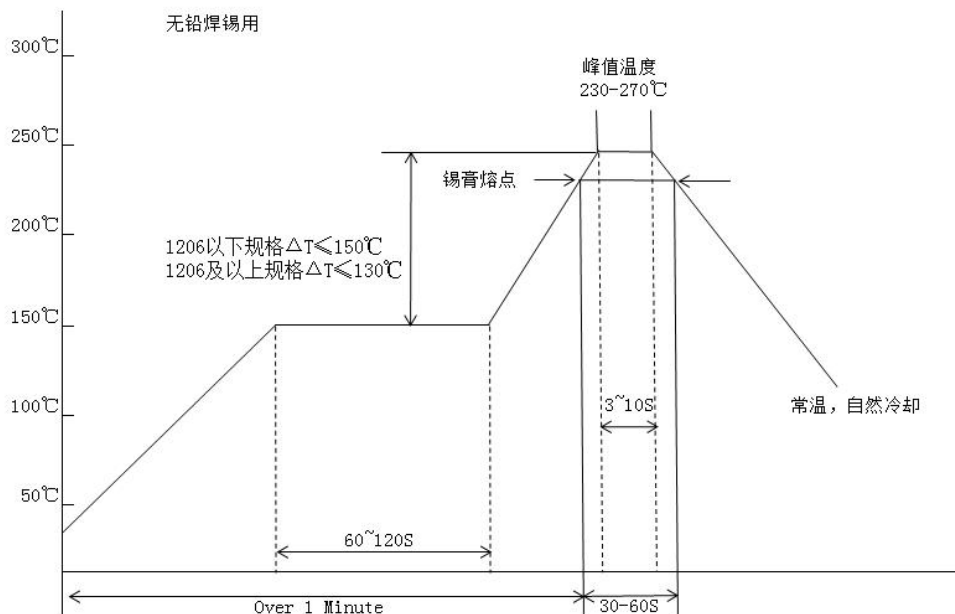 无铅焊锡用
300℃
峰值温度
230-270℃
250℃
锡膏熔点
200℃
1206以下规格△T≤150℃
1206及以上规格△T≤130℃
150℃
100℃
3~10S
常温，自然冷却
50℃
60~120S
Over 1 Minute
30-60S